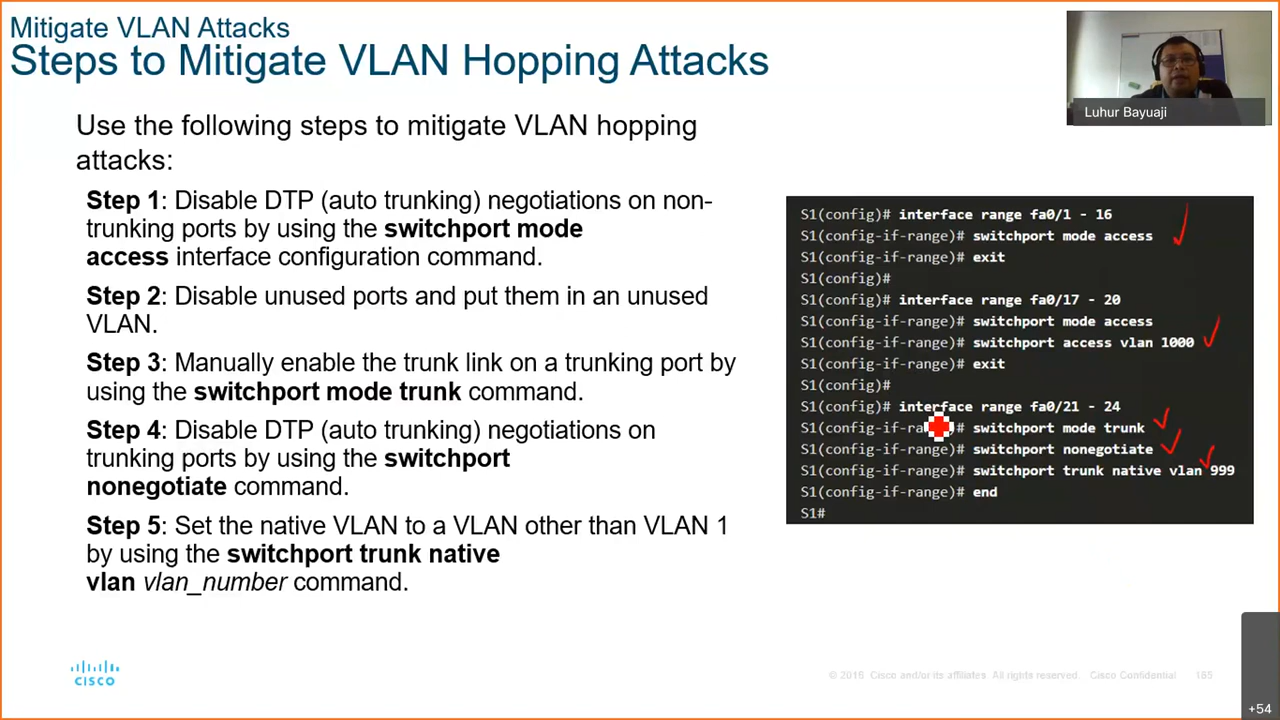 Mitigate VLAN Attacks
Steps to Mitigate VLAN Hopping Attacks
Luhur Bayuaji
Use the following steps to mitigate VLAN hopping
attacks:
Step 1: Disable DTP (auto trunking) negotiations on non-
trunking ports by using the switchport mode
access interface configuration command.
Step 2: Disable unused ports and put them in an unused
VLAN.
Step 3: Manually enable the trunk link on a trunking port by
using the switchport mode trunk command.
Step 4: Disable DTP (auto trunking) negotiations on
trunking ports by using the switchport
nonegotiate command.
Step 5: Set the native VLAN to a VLAN other than VLAN 1
by using the switchport trunk native
vlan vlan_number command.
S1(config)# interface range fa0/1 - 16
S1(config-if-range)# switchport mode access
S1(config-if-range)# exit
S1(config)#
S1(config)# interface range fa0/17 - 20
S1(config-if-range)# switchport mode access
S1(config-if-range)# switchport access vlan 1000
S1(config-if-range)# exit
S1(config)#
S1(config)# interface range fa0/21 - 24
S1(config-if-ra )# switchport mode trunk
S1(config-if-range)# switchport nonegotiate
S1(config-if-range)# switchport trunk native vlan 999
S1(config-if-range)# end
S1#
CISCO
© 2016 Cisco and/or its affiliates. All rights reserved. Cisco Confidential 185
+54